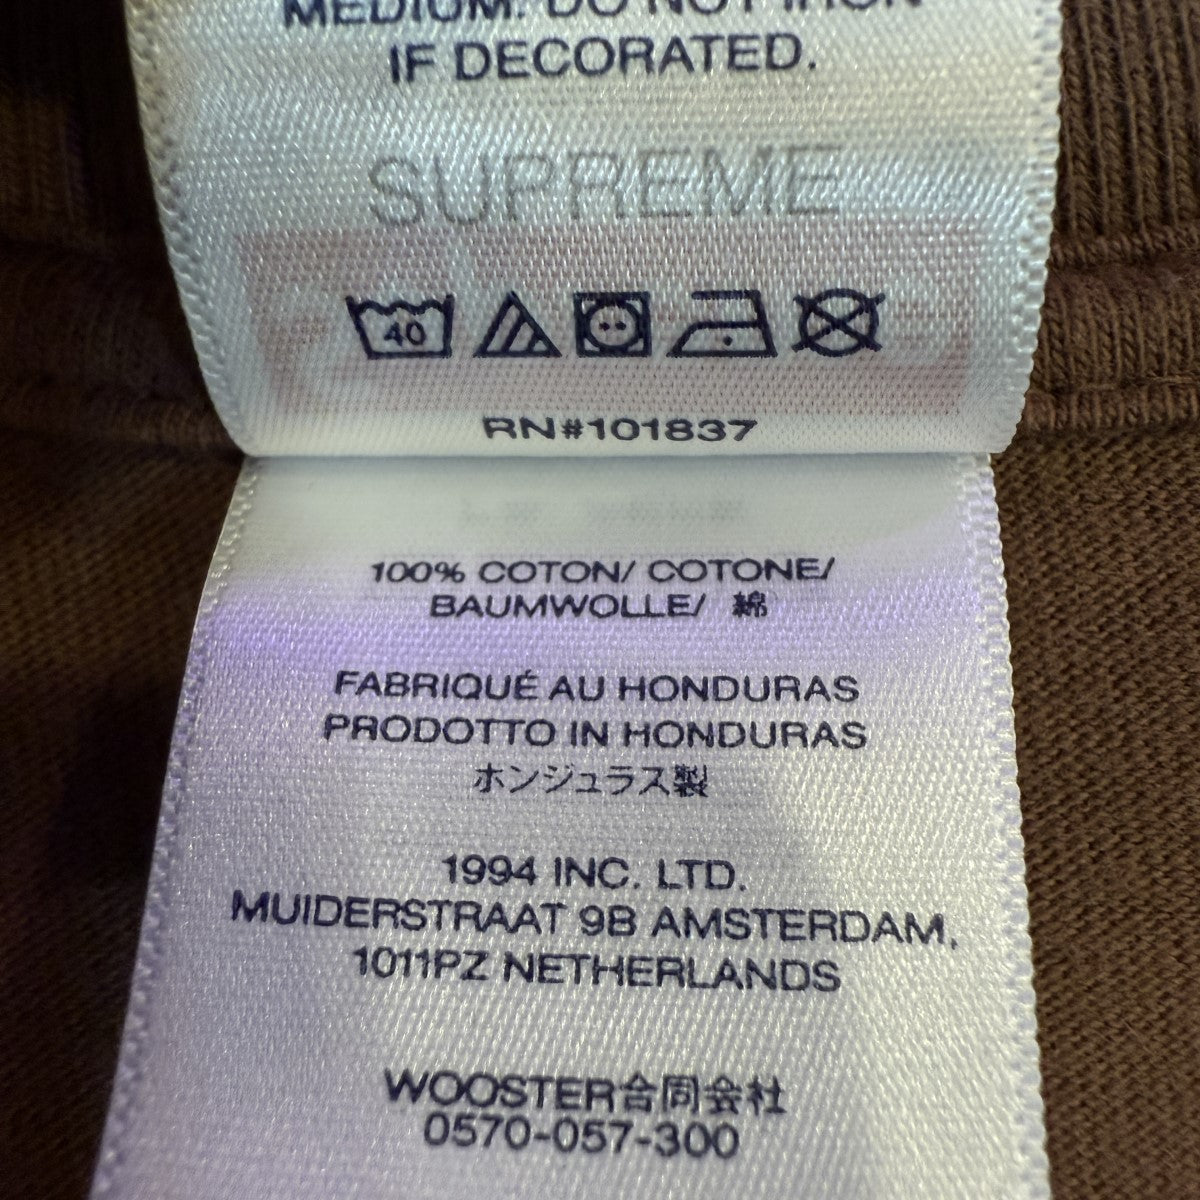 MEDIUM. DO NOT IRON
IF DECORATED.
SUPREME
40
RN#101837
100% COTON/ COTONE/
BAUMWOLLE/ 綿
FABRIQUÉ AU HONDURAS
PRODOTTO IN HONDURAS
ホンジュラス製
1994 INC. LTD.
MUIDERSTRAAT 9B AMSTERDAM,
1011PZ NETHERLANDS
WOOSTER合同会社
0570-057-300